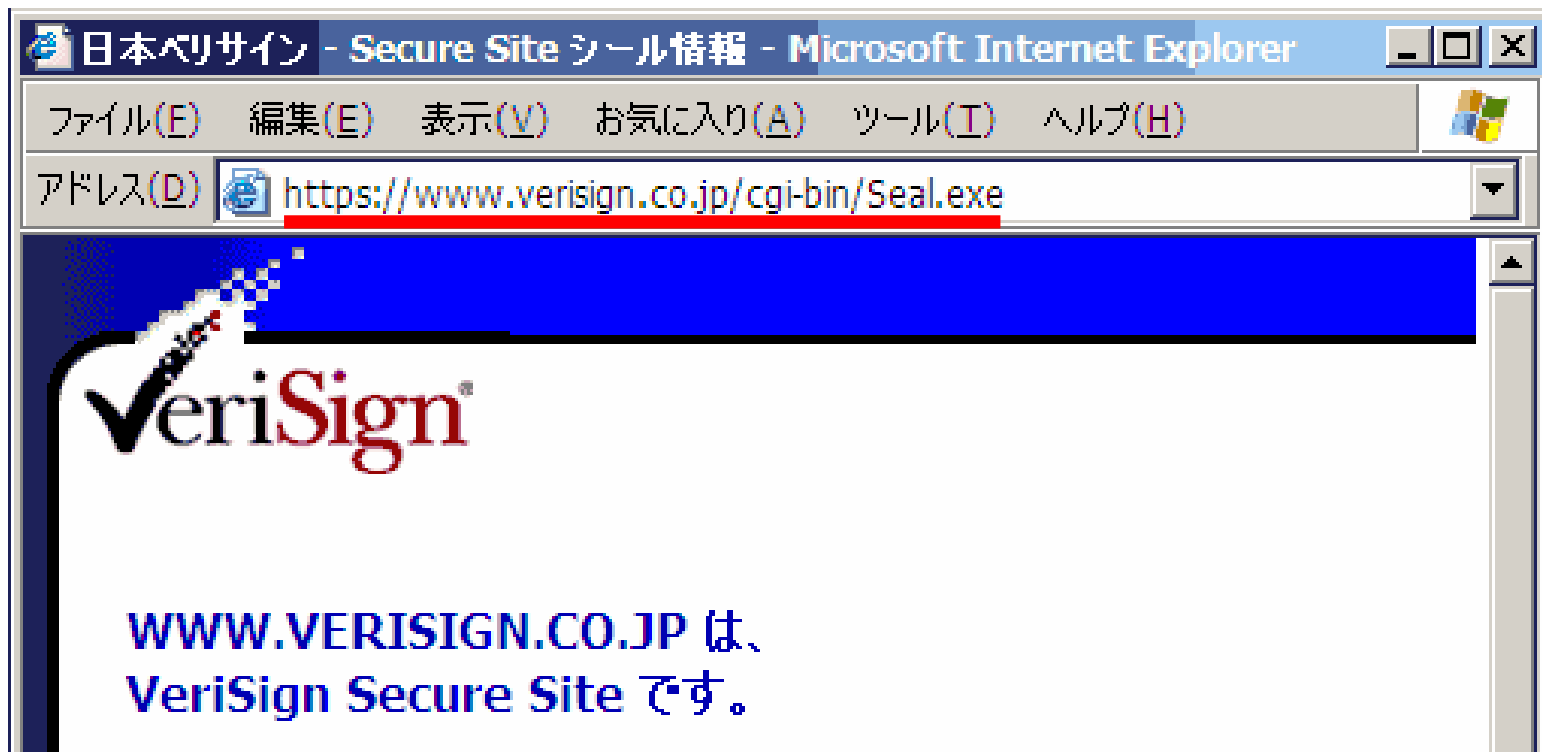 日本ベリサイン - Secure Site シール情報 - Microsoft Internet Explorer
ファイル(F) 編集(E) 表示(V) お気に入り(A) ツール(T) ヘルプ(H)
アドレス(D) https://www.verisign.co.jp/cgi-bin/Seal.exe
VeriSign®
WWW.VERISIGN.CO.JP は、
VeriSign Secure Site です。